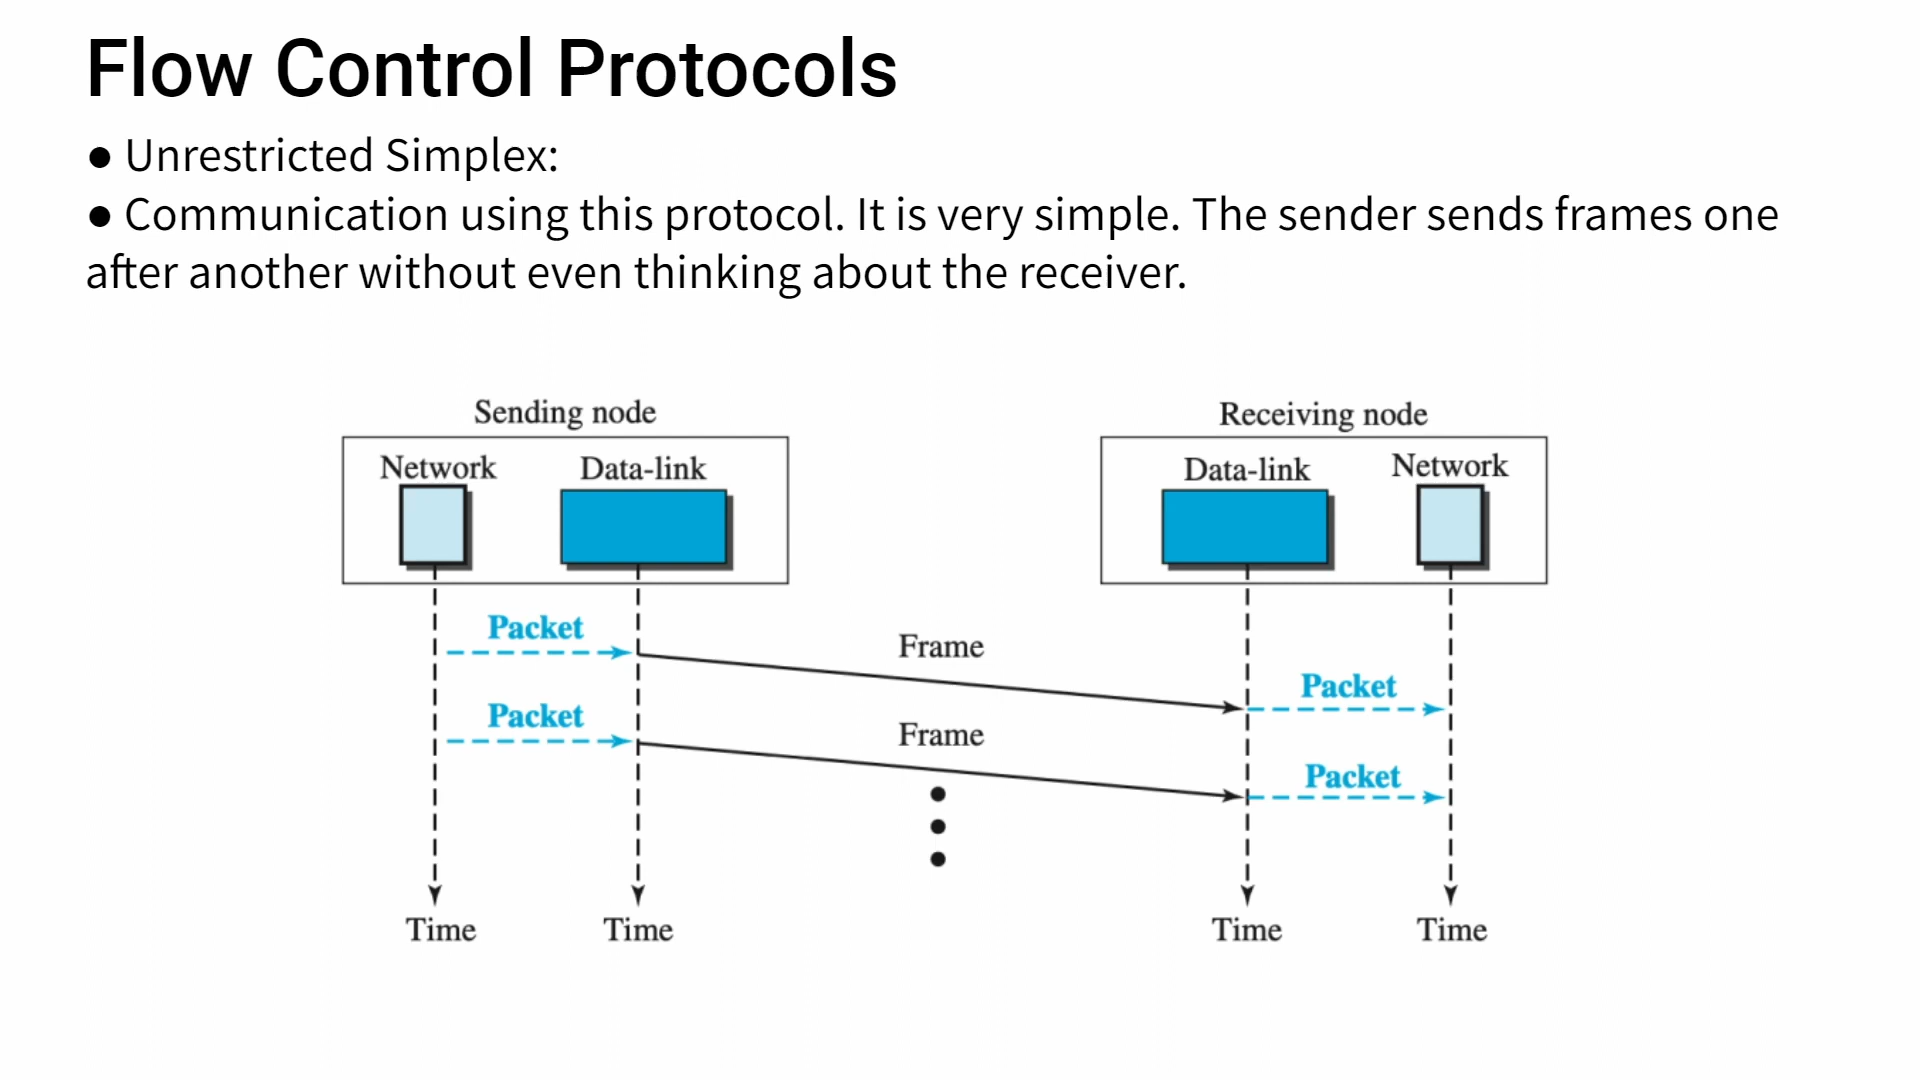 Flow Control Protocols
● Unrestricted Simplex:
● Communication using this protocol. It is very simple. The sender sends frames one
after another without even thinking about the receiver.
Sending node
Receiving node
Network
Data-link
Data-link
Network
Packet
Frame
Packet
Packet
Frame
Packet
Time
Time
Time
Time